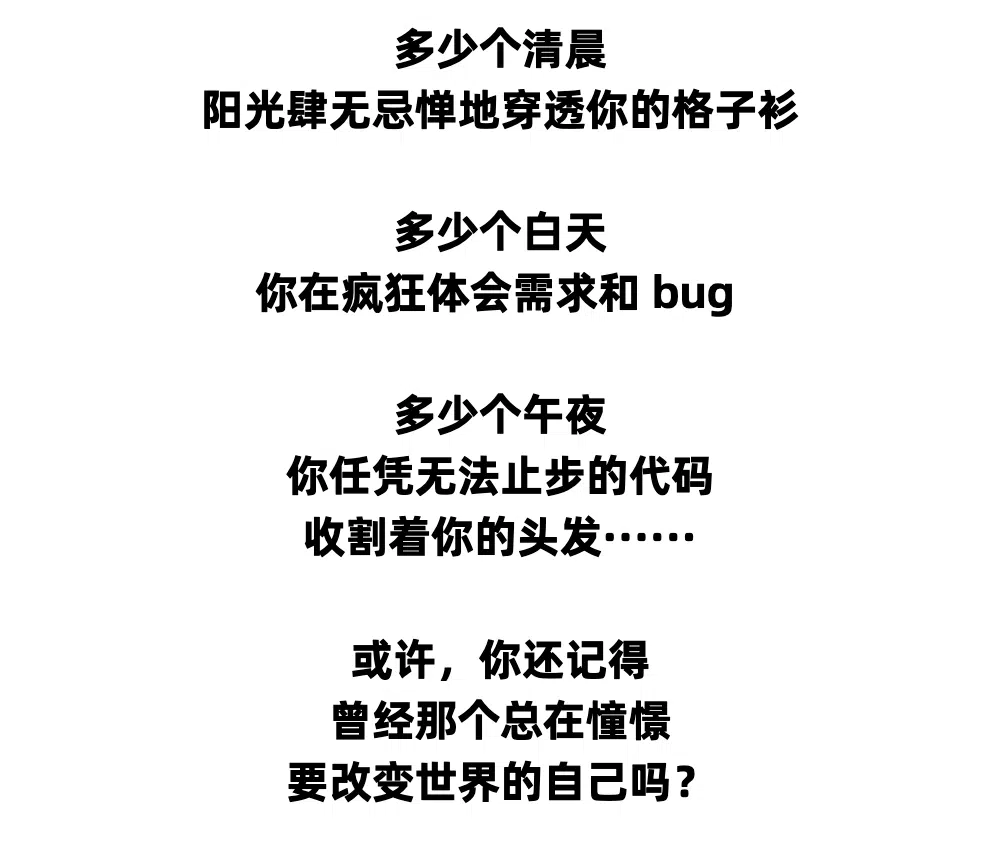 多少个清晨
阳光肆无忌惮地穿透你的格子衫
多少个白天
你在疯狂体会需求和 bug
多少个午夜
你任凭无法止步的代码
收割着你的头发······
或许，你还记得
曾经那个总在憧憬
要改变世界的自己吗？